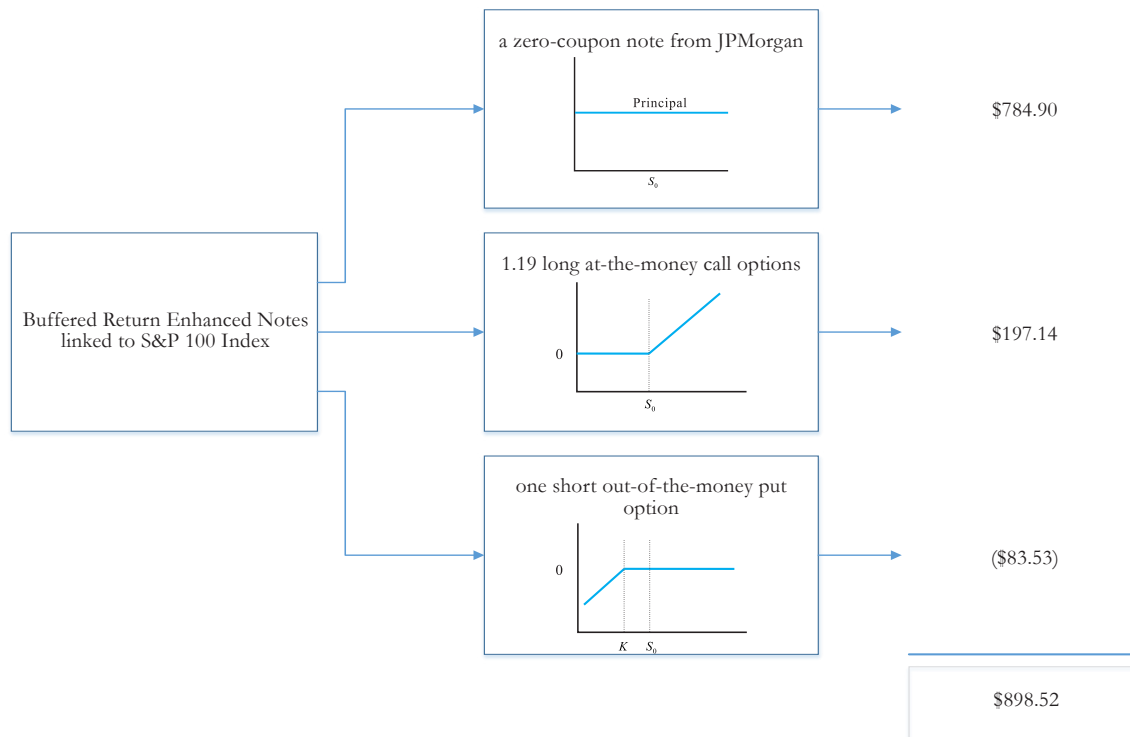 a zero-coupon note from JPMorgan
Principal
S₀
$784.90
Buffered Return Enhanced Notes
linked to S&P 100 Index
1.19 long at-the-money call options
0
S₀
$197.14
one short out-of-the-money put
option
0
K S₀
($83.53)
$898.52